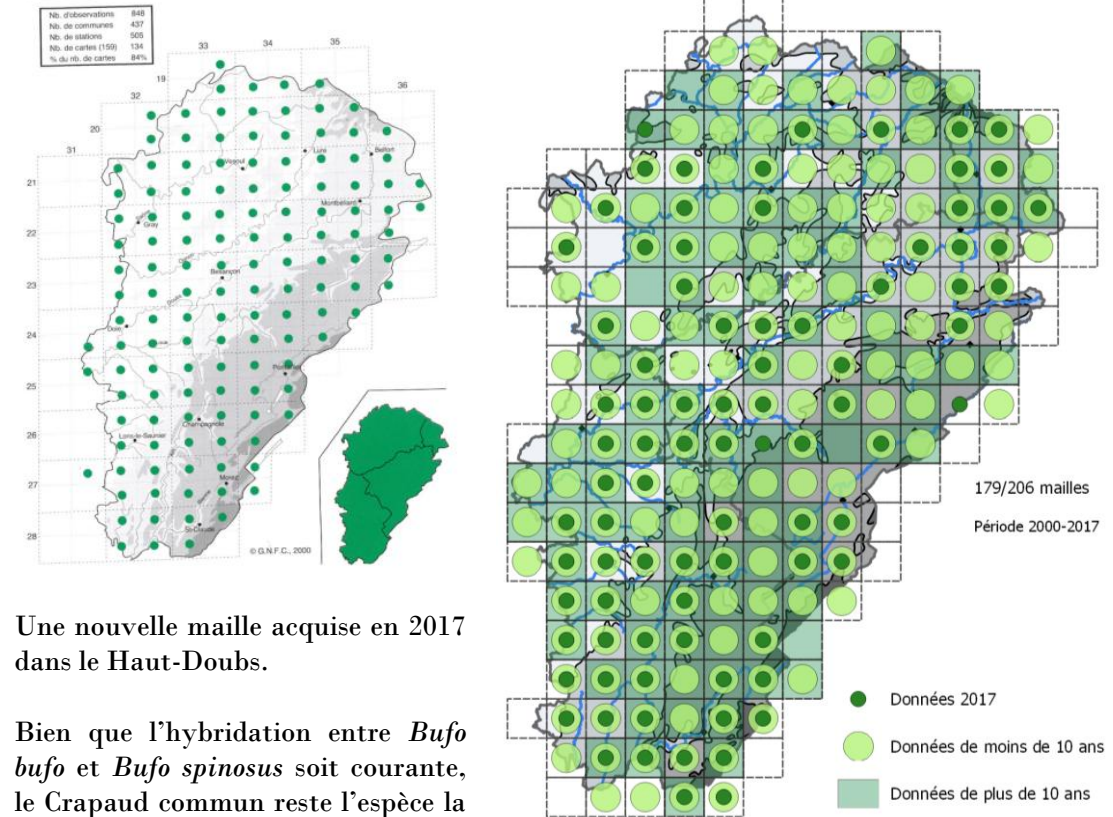 Nb. d'observations 848
Nb. de communes 437
Nb. de stations 505
Nb. de cartes (159) 134
% du nb. de cartes 84%
33
34
35
36
19
32
20
31
21
22
23
24
25
26
27
28
Vesoul
Lure
Belfort
Montbéliard
Gray
Besançon
Doubs
Dole
Pontarlier
Champagnole
Lons-le-Saunier
Morez
St-Claude
© G.N.F.C., 2000
Une nouvelle maille acquise en 2017
dans le Haut-Doubs.
Bien que l'hybridation entre Bufo
bufo et Bufo spinosus soit courante,
le Crapaud commun reste l'espèce la
179/206 mailles
Période 2000-2017
Données 2017
Données de moins de 10 ans
Données de plus de 10 ans